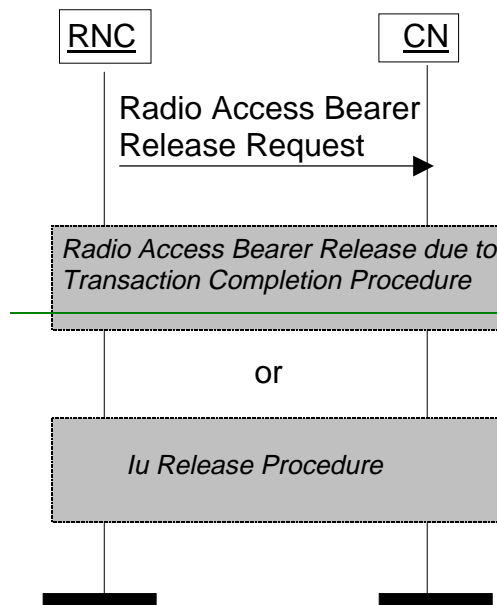 RNC
CN
Radio Access Bearer
Release Request
Radio Access Bearer Release due to
Transaction Completion Procedure
or
Iu Release Procedure